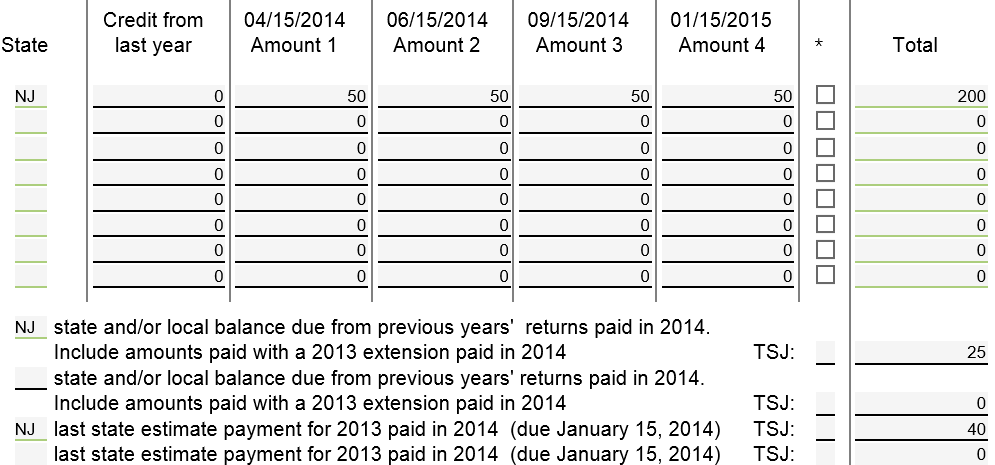 Credit from 04/15/2014 06/15/2014 09/15/2014 01/15/2015
State last year Amount 1 Amount 2 Amount 3 Amount 4 * Total
NJ 0 50 50 50 50 200
0 0 0 0 0 0
0 0 0 0 0 0
0 0 0 0 0 0
0 0 0 0 0 0
0 0 0 0 0 0
0 0 0 0 0 0
0 0 0 0 0 0
NJ state and/or local balance due from previous years' returns paid in 2014.
Include amounts paid with a 2013 extension paid in 2014 TSJ: 25
state and/or local balance due from previous years' returns paid in 2014.
Include amounts paid with a 2013 extension paid in 2014 TSJ: 0
NJ last state estimate payment for 2013 paid in 2014 (due January 15, 2014) TSJ: 40
last state estimate payment for 2013 paid in 2014 (due January 15, 2014) TSJ: 0